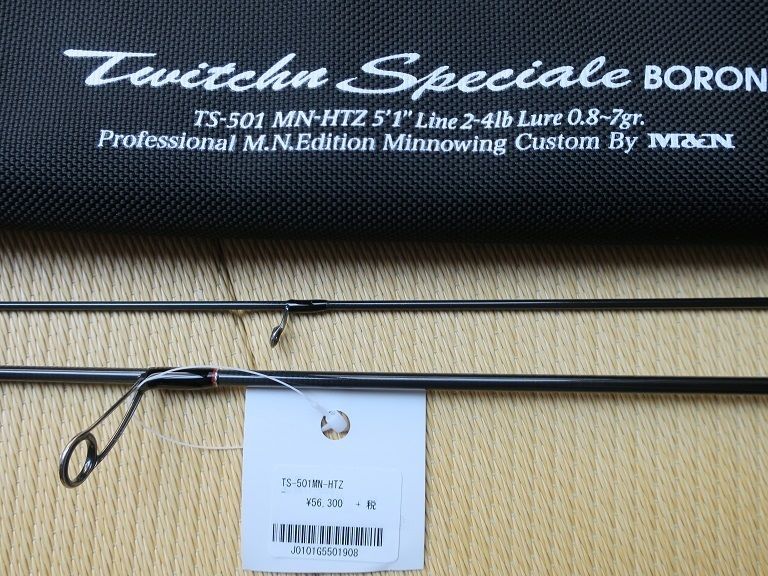 Twitchn Speciale BORON
TS-501 MN-HTZ 5'1" Line 2-4lb Lure 0.8~7gr.
Professional M.N.Edition Minnowing Custom By M&N
TS-501MN-HTZ
¥56,300 + 税
J0101G5501908